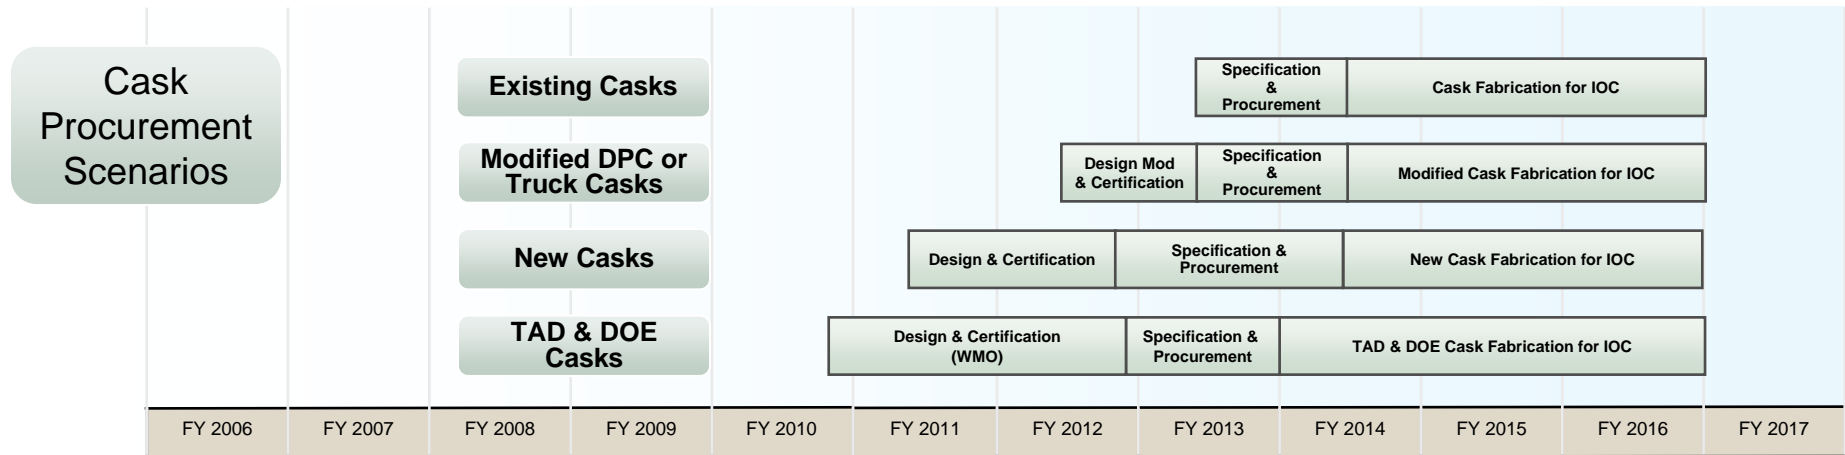 Cask
Procurement
Scenarios
Existing Casks
Specification
&
Procurement
Cask Fabrication for IOC
Modified DPC or
Truck Casks
Design Mod
& Certification
Specification
&
Procurement
Modified Cask Fabrication for IOC
New Casks
Design & Certification
Specification &
Procurement
New Cask Fabrication for IOC
TAD & DOE
Casks
Design & Certification
(WMO)
Specification &
Procurement
TAD & DOE Cask Fabrication for IOC
FY 2006 FY 2007 FY 2008 FY 2009 FY 2010 FY 2011 FY 2012 FY 2013 FY 2014 FY 2015 FY 2016 FY 2017